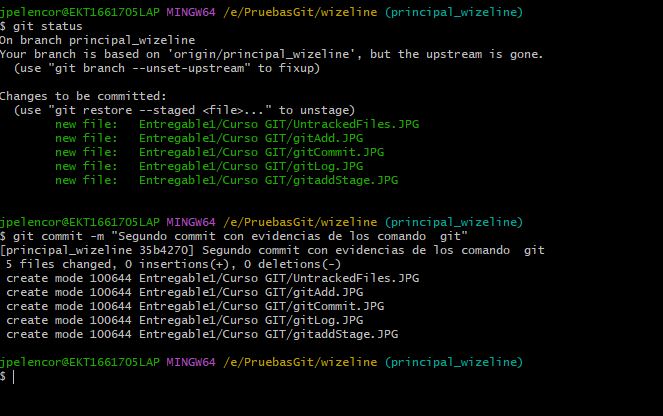 jpelencor@EKT1661705LAP MINGW64 /e/PruebasGit/wizeline (principal_wizeline)
$ git status
On branch principal_wizeline
Your branch is based on 'origin/principal_wizeline', but the upstream is gone.
  (use "git branch --unset-upstream" to fixup)

Changes to be committed:
  (use "git restore --staged <file>..." to unstage)
        new file:   Entregable1/Curso GIT/UntrackedFiles.JPG
        new file:   Entregable1/Curso GIT/gitAdd.JPG
        new file:   Entregable1/Curso GIT/gitCommit.JPG
        new file:   Entregable1/Curso GIT/gitLog.JPG
        new file:   Entregable1/Curso GIT/gitaddStage.JPG

jpelencor@EKT1661705LAP MINGW64 /e/PruebasGit/wizeline (principal_wizeline)
$ git commit -m "Segundo commit con evidencias de los comando  git"
[principal_wizeline 35b4270] Segundo commit con evidencias de los comando  git
 5 files changed, 0 insertions(+), 0 deletions(-)
 create mode 100644 Entregable1/Curso GIT/UntrackedFiles.JPG
 create mode 100644 Entregable1/Curso GIT/gitAdd.JPG
 create mode 100644 Entregable1/Curso GIT/gitCommit.JPG
 create mode 100644 Entregable1/Curso GIT/gitLog.JPG
 create mode 100644 Entregable1/Curso GIT/gitaddStage.JPG

jpelencor@EKT1661705LAP MINGW64 /e/PruebasGit/wizeline (principal_wizeline)
$